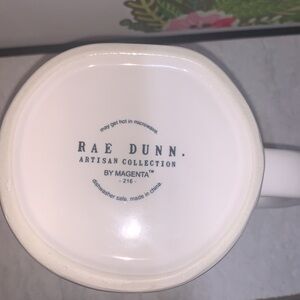 may get hot in microwave.
RAE DUNN.
ARTISAN COLLECTION
BY MAGENTA™
- 216 -
dishwasher safe. made in china.